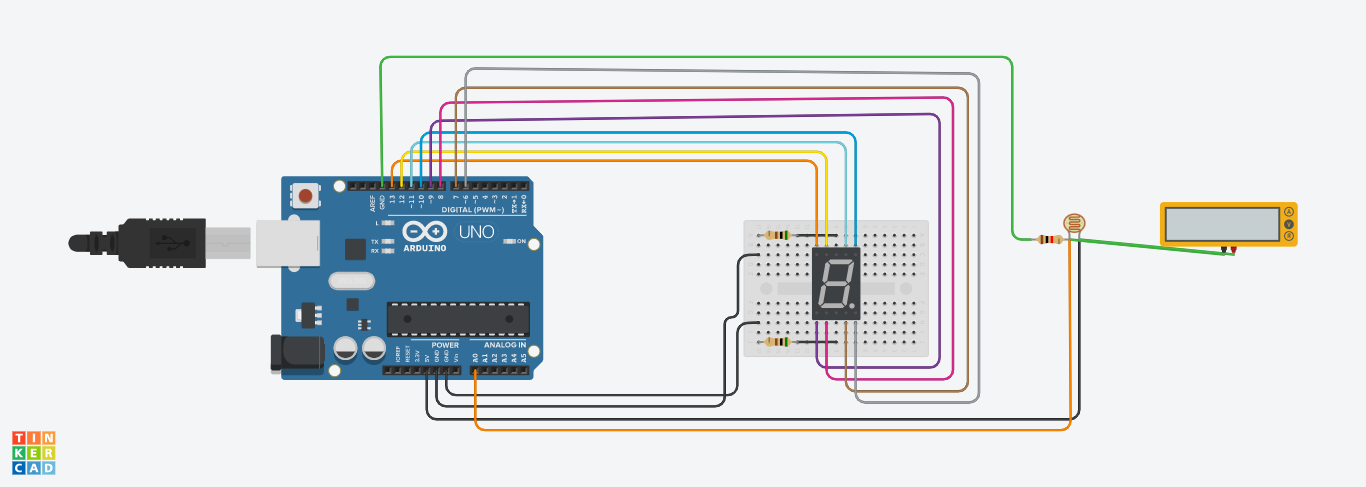 AREF
GND
13
12
~11
~10
~9
8
7
~6
~5
4
~3
2
TX→1
RX←0
DIGITAL (PWM~)
L
TX
RX
ARDUINO
UNO
ON
POWER
ANALOG IN
IOREF
RESET
3.3V
5V
GND
GND
Vin
A0
A1
A2
A3
A4
A5
A
V
R
TIN
KER
CAD